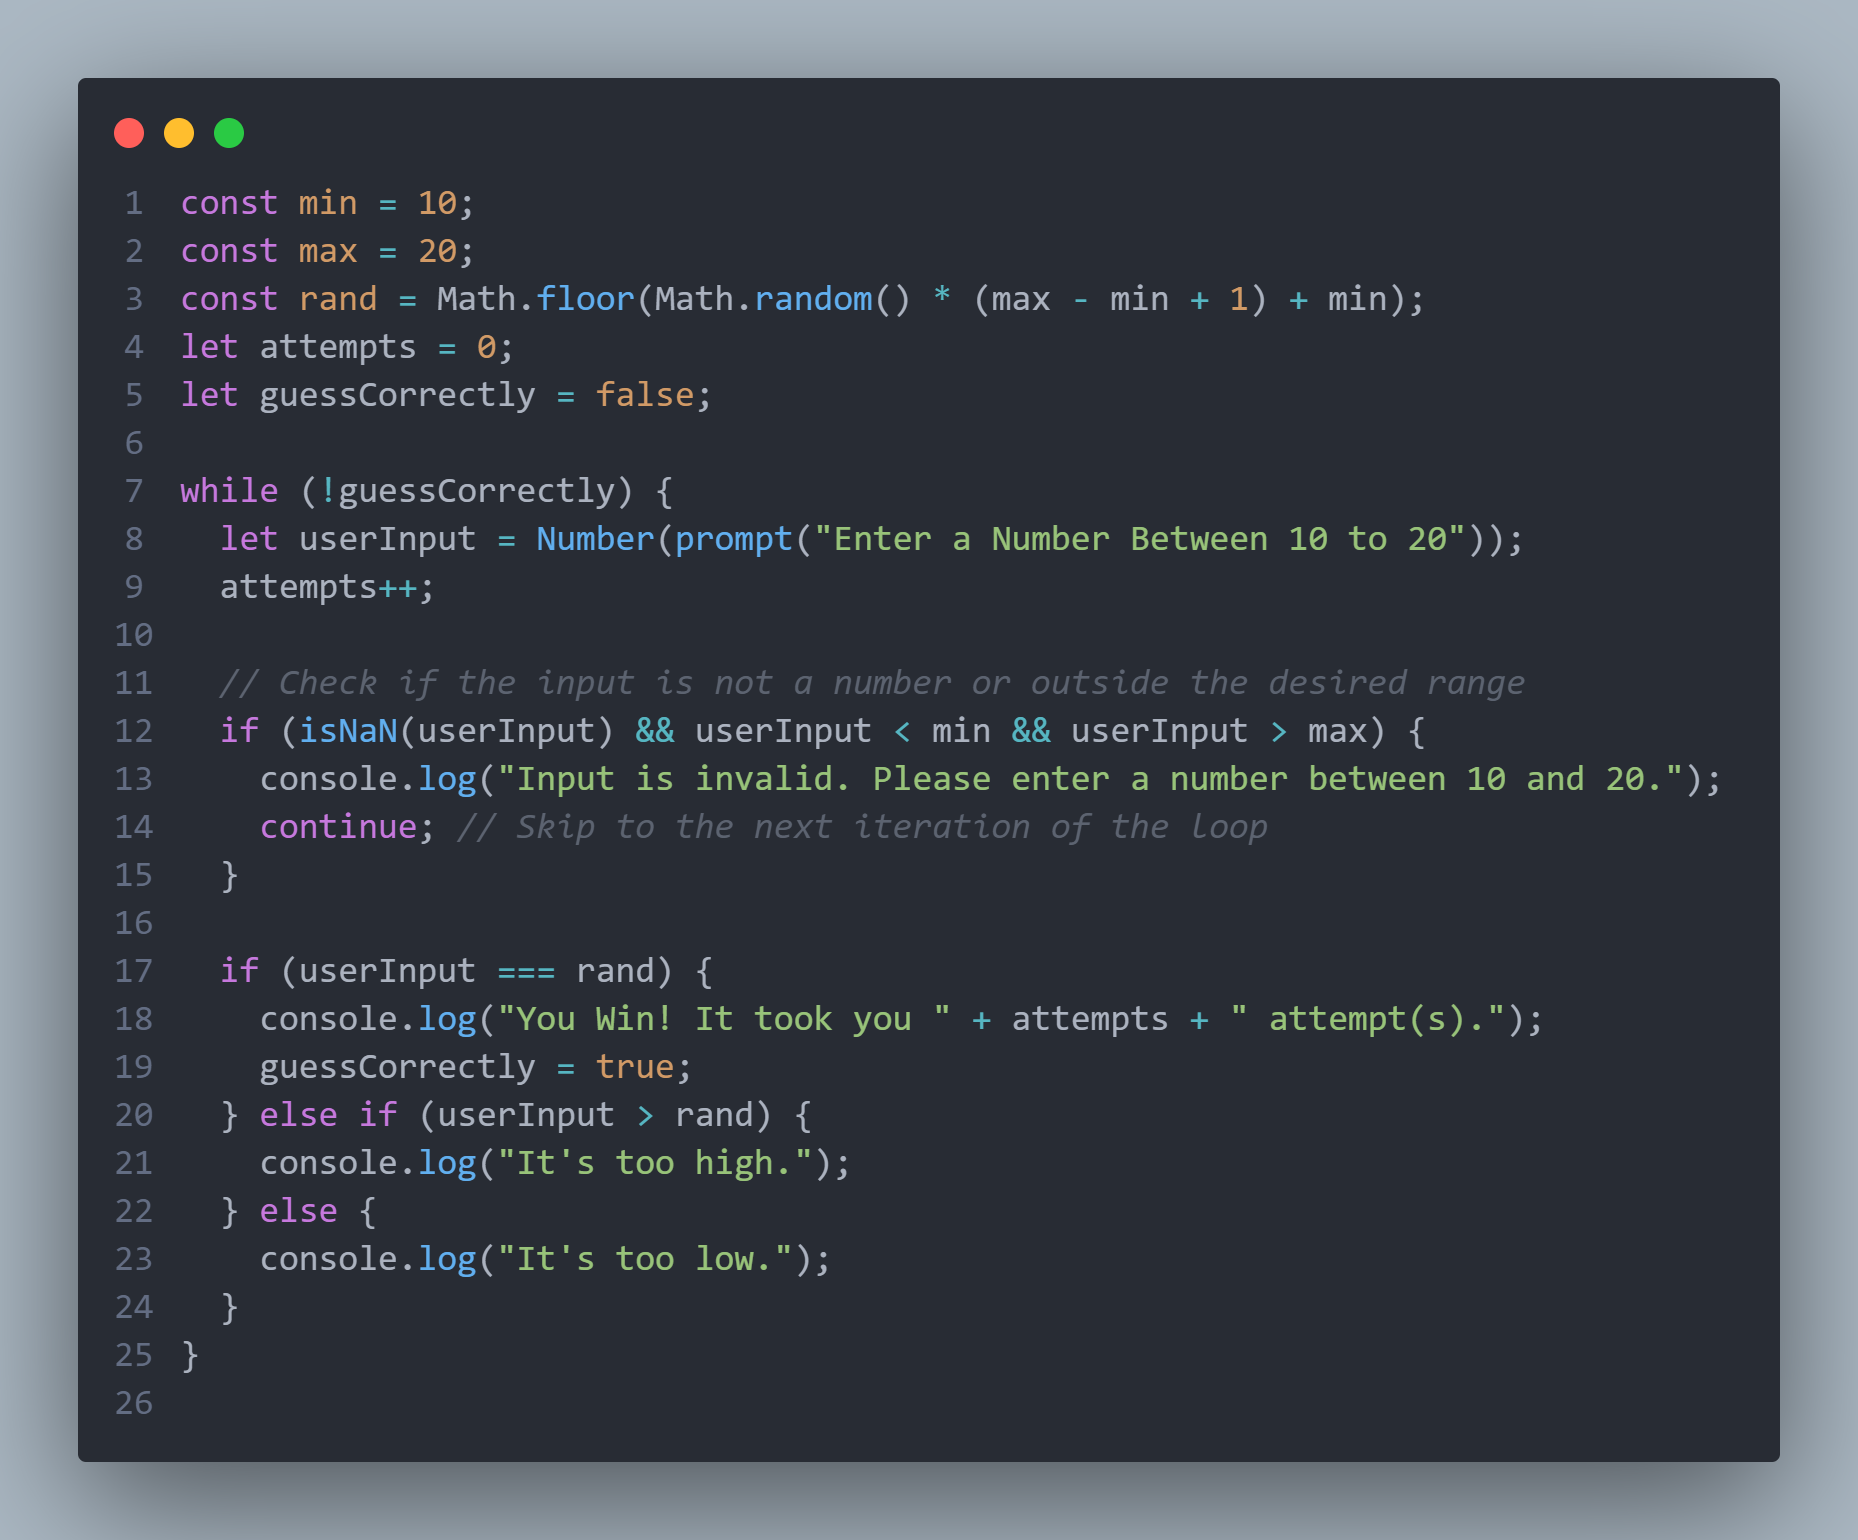 1 const min = 10;
2 const max = 20;
3 const rand = Math.floor(Math.random() * (max - min + 1) + min);
4 let attempts = 0;
5 let guessCorrectly = false;
6
7 while (!guessCorrectly) {
8   let userInput = Number(prompt("Enter a Number Between 10 to 20"));
9   attempts++;
10
11   // Check if the input is not a number or outside the desired range
12   if (isNaN(userInput) && userInput < min && userInput > max) {
13     console.log("Input is invalid. Please enter a number between 10 and 20.");
14     continue; // Skip to the next iteration of the loop
15   }
16
17   if (userInput === rand) {
18     console.log("You Win! It took you " + attempts + " attempt(s).");
19     guessCorrectly = true;
20   } else if (userInput > rand) {
21     console.log("It's too high.");
22   } else {
23     console.log("It's too low.");
24   }
25 }
26